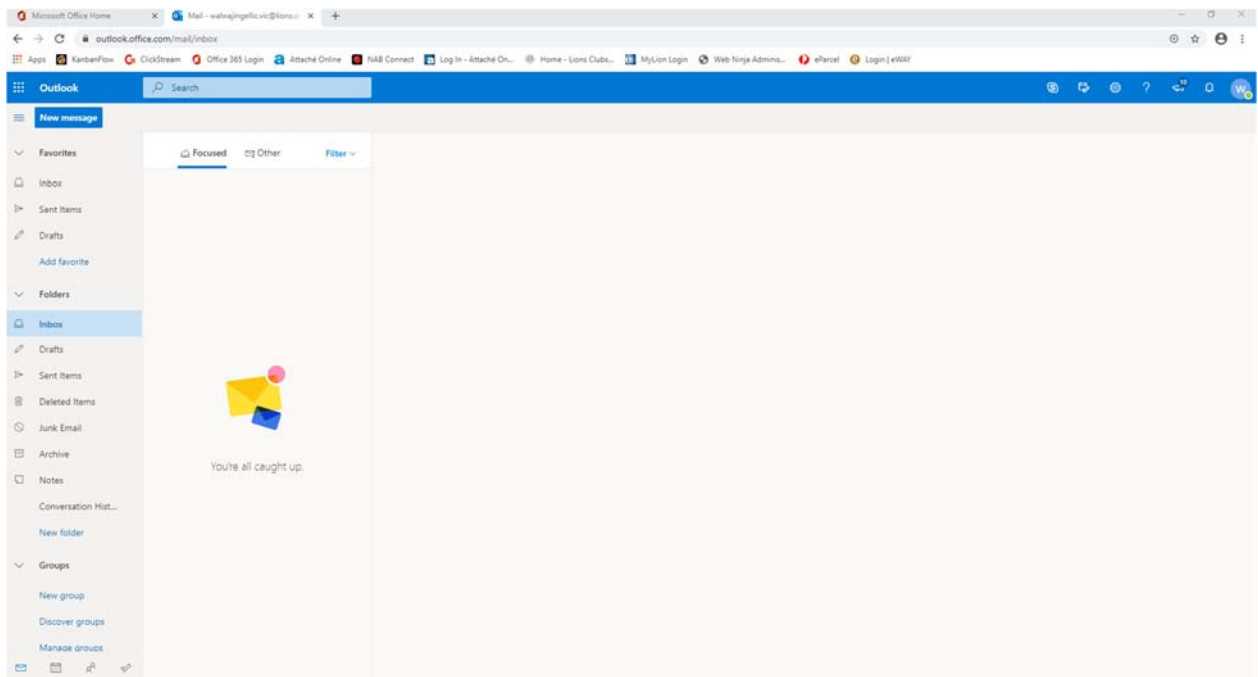 Microsoft Office Home Mail - walwajingellic.vic@lions.o
outlook.office.com/mail/inbox
Apps KanbanFlow ClickStream Office 365 Login Attache Online NAB Connect Log In - Attaché On... Home - Lions Clubs... MyLion Login Web Ninja Adminis... eParcel Login | eWAY
Outlook Search 10 W
New message
Favorites Focused Other Filter
Inbox
Sent Items
Drafts
Add favorite
Folders
Inbox
Drafts
Sent Items
Deleted Items
Junk Email
Archive
Notes
Conversation Hist...
New folder
You're all caught up.
Groups
New group
Discover groups
Manage groups